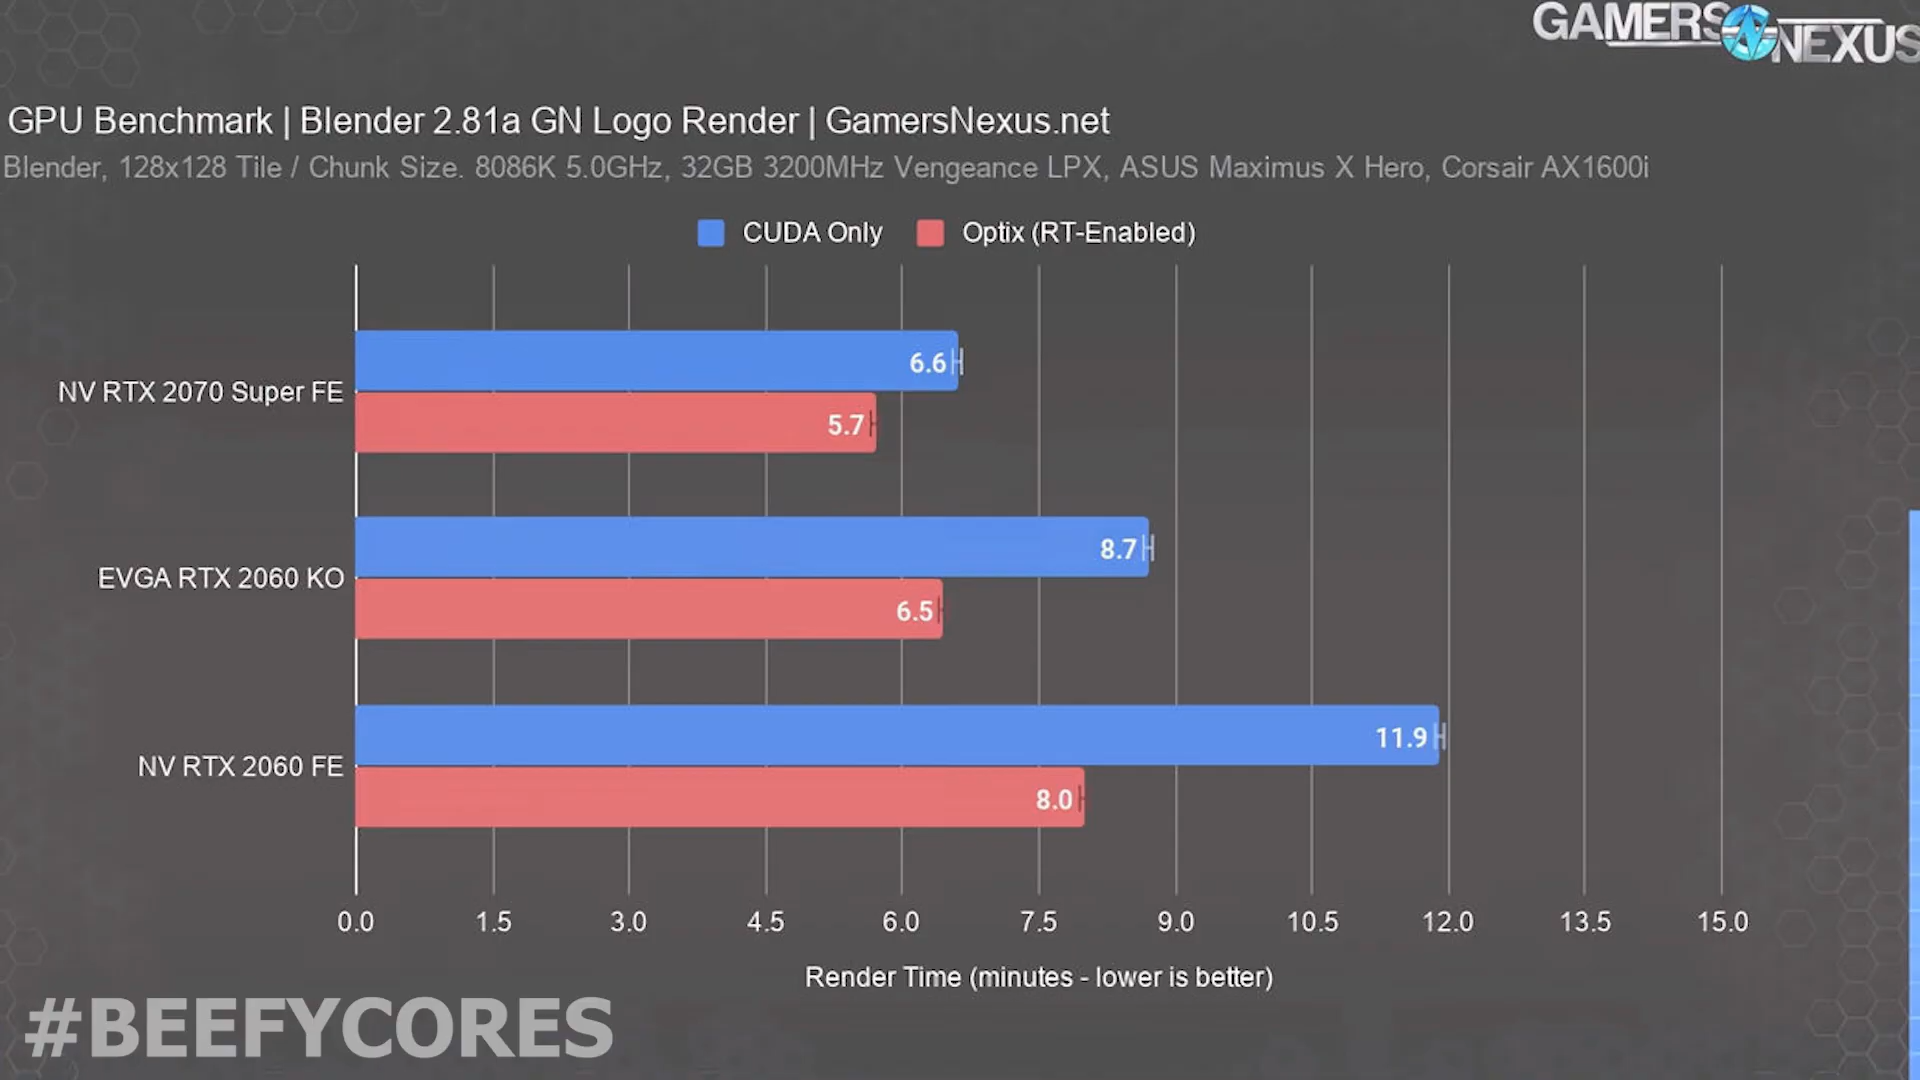 GAMERS NEXUS
GPU Benchmark | Blender 2.81a GN Logo Render | GamersNexus.net
Blender, 128x128 Tile / Chunk Size. 8086K 5.0GHz, 32GB 3200MHz Vengeance LPX, ASUS Maximus X Hero, Corsair AX1600i
CUDA Only Optix (RT-Enabled)
NV RTX 2070 Super FE
6.6
5.7
EVGA RTX 2060 KO
8.7
6.5
NV RTX 2060 FE
11.9
8.0
0.0 1.5 3.0 4.5 6.0 7.5 9.0 10.5 12.0 13.5 15.0
Render Time (minutes - lower is better)
#BEEFYCORES